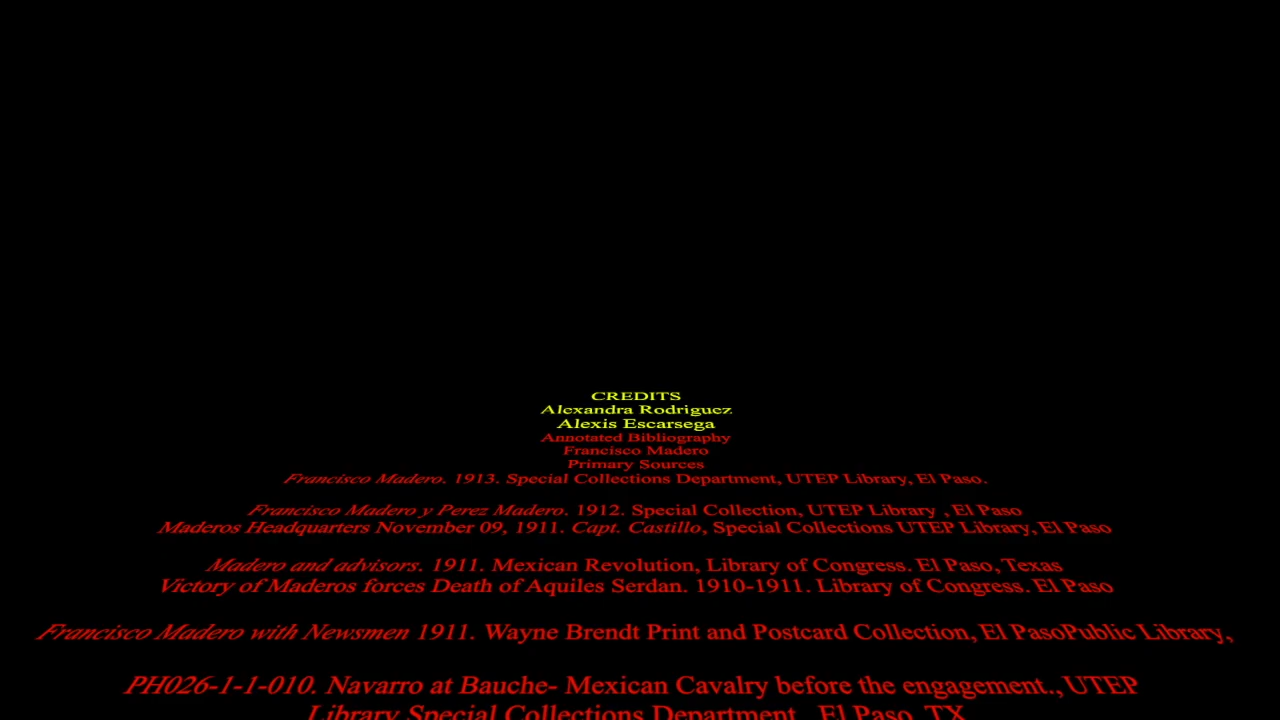 CREDITS
Alexandra Rodriguez
Alexis Escarsega
Annotated Bibliography
Francisco Madero
Primary Sources
Francisco Madero. 1913. Special Collections Department, UTEP Library, El Paso.
Francisco Madero y Perez Madero. 1912. Special Collection, UTEP Library , El Paso
Maderos Headquarters November 09, 1911. Capt. Castillo, Special Collections UTEP Library, El Paso
Madero and advisors. 1911. Mexican Revolution, Library of Congress. El Paso, Texas
Victory of Maderos forces Death of Aquiles Serdan. 1910-1911. Library of Congress. El Paso
Francisco Madero with Newsmen 1911. Wayne Brendt Print and Postcard Collection, El PasoPublic Library,
PH026-1-1-010. Navarro at Bauche- Mexican Cavalry before the engagement., UTEP
Library Special Collections Department , El Paso, TX